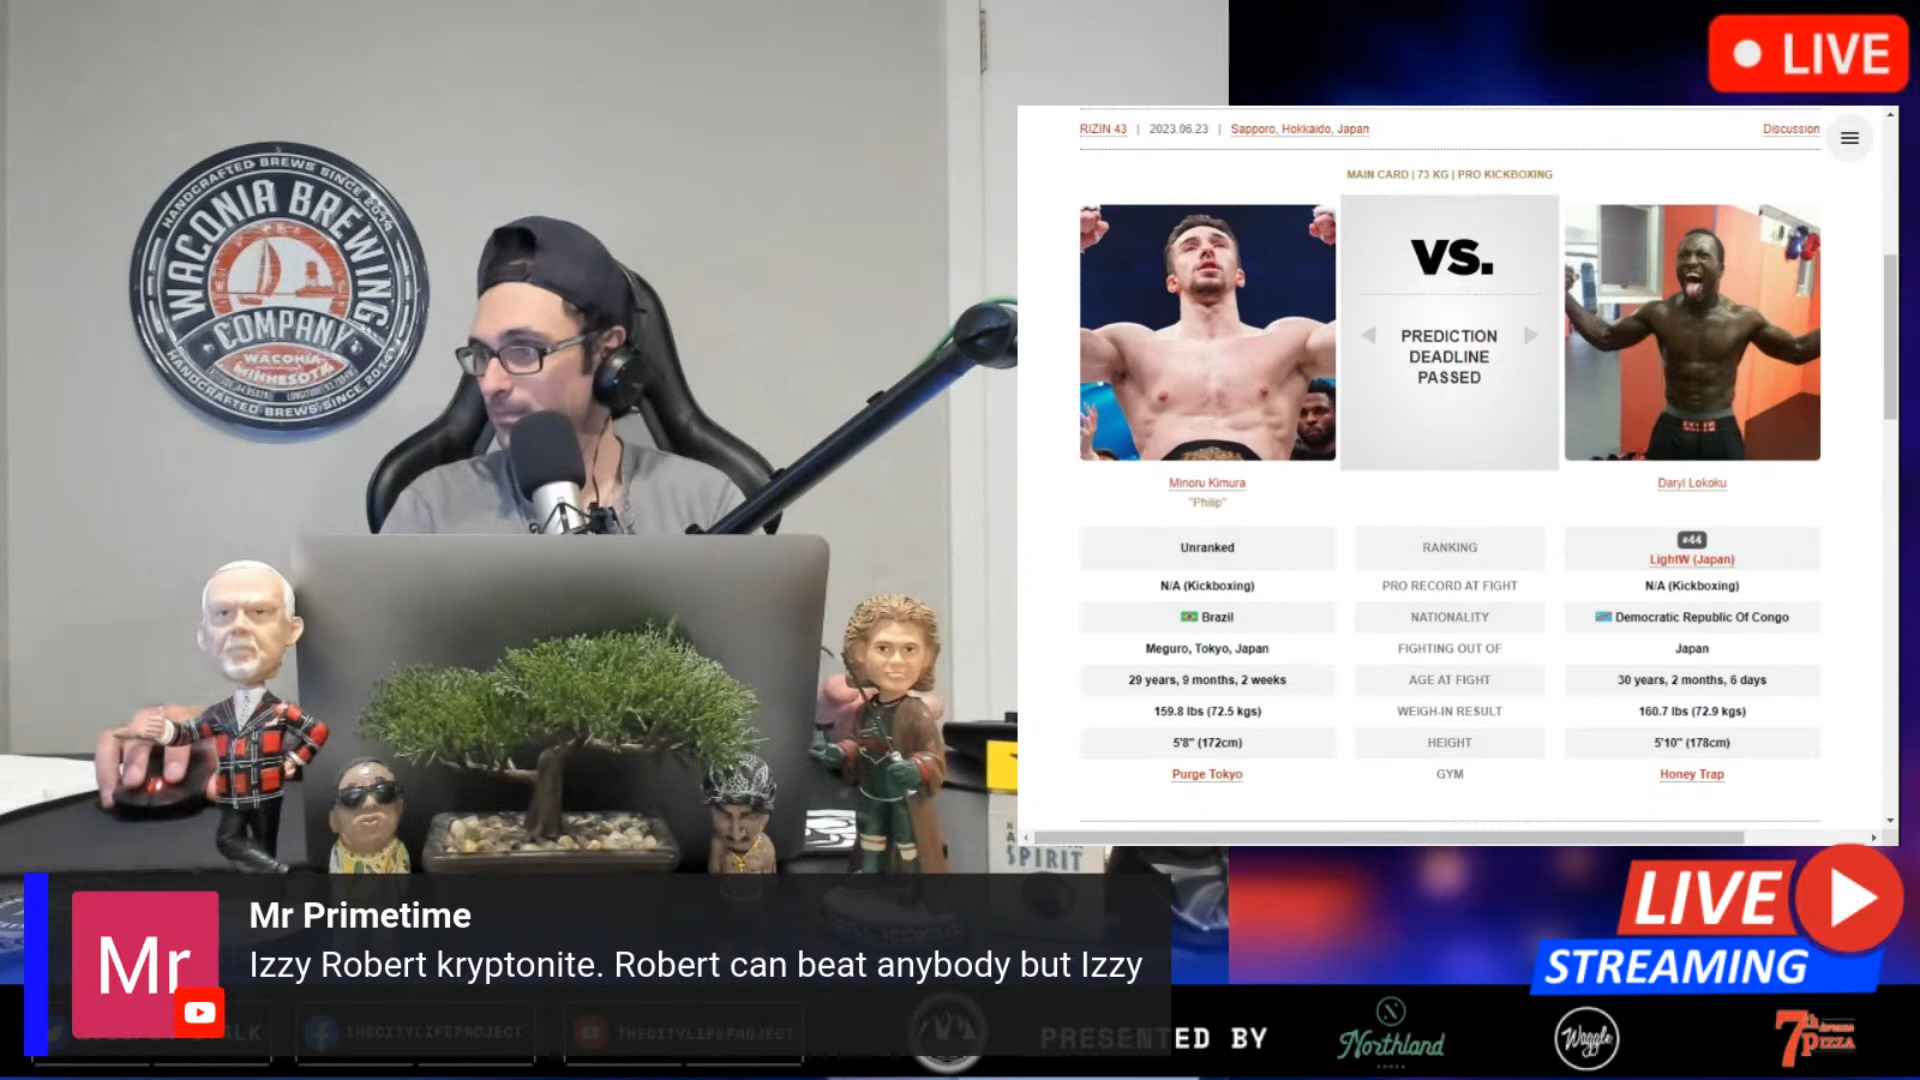 LIVE
HANDCRAFTED BREWS SINCE 2014
WACONIA BREWING
COMPANY
WACONIA
MINNESOTA
HANDCRAFTED BREWS SINCE 2014
RIZIN 43 | 2023.06.23 | Sapporo, Hokkaido, Japan Discussion
MAIN CARD | 73 KG | PRO KICKBOXING
VS.
PREDICTION
DEADLINE
PASSED
Minoru Kimura Daryl Lokoku
"Philip"
Unranked RANKING #44
LightW (Japan)
N/A (Kickboxing) PRO RECORD AT FIGHT N/A (Kickboxing)
Brazil NATIONALITY Democratic Republic Of Congo
Meguro, Tokyo, Japan FIGHTING OUT OF Japan
29 years, 9 months, 2 weeks AGE AT FIGHT 30 years, 2 months, 6 days
159.8 lbs (72.5 kgs) WEIGH-IN RESULT 160.7 lbs (72.9 kgs)
5'8" (172cm) HEIGHT 5'10" (178cm)
Purge Tokyo GYM Honey Trap
SPIRIT
Mr
Mr Primetime
Izzy Robert kryptonite. Robert can beat anybody but Izzy
LIVE
STREAMING
THECITYLIFEPROJECT
THECITYLIFEPROJECT
PRESENTED BY
Northland
Waggle
7th
PIZZA